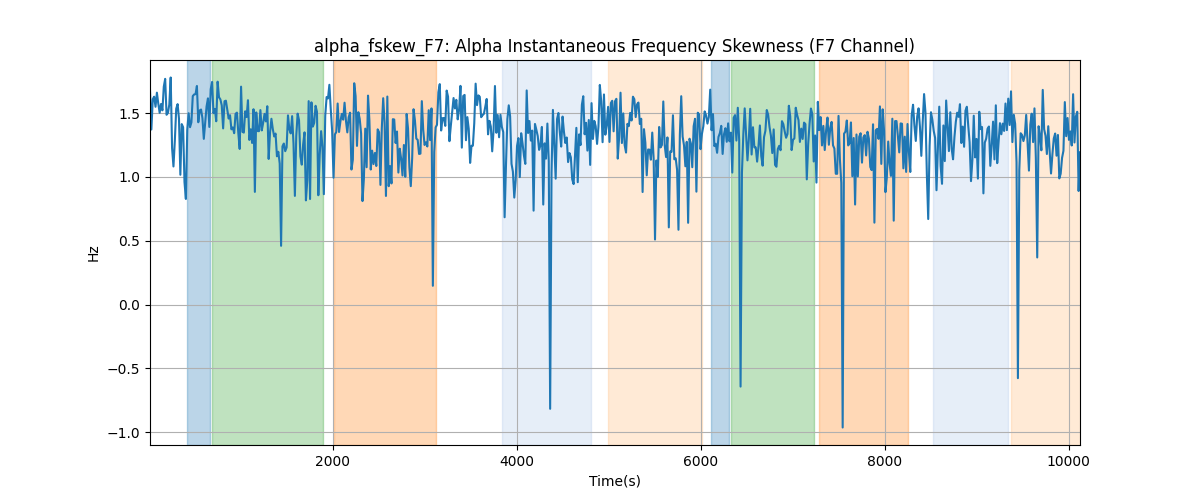 alpha_fskew_F7: Alpha Instantaneous Frequency Skewness (F7 Channel)
Hz
1.5
1.0
0.5
0.0
−0.5
−1.0
2000 4000 6000 8000 10000
Time(s)